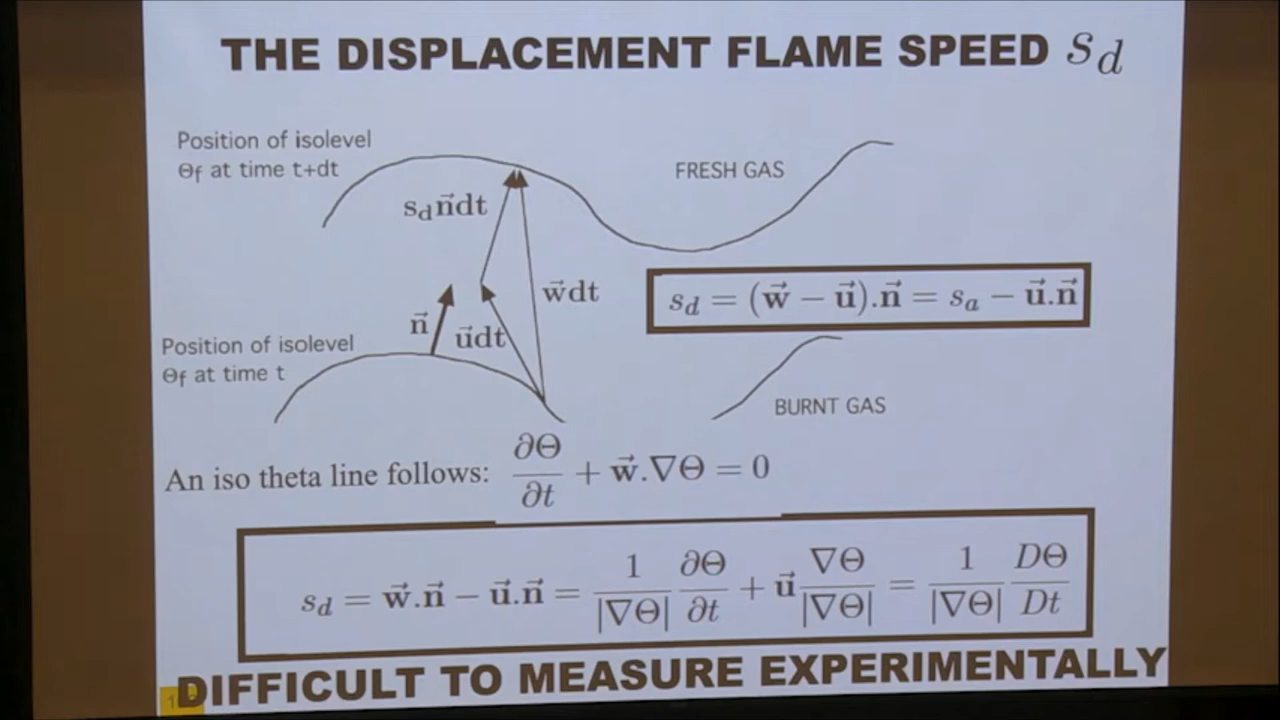 THE DISPLACEMENT FLAME SPEED s_d
Position of isolevel
Θf at time t+dt
FRESH GAS
s_d n⃗dt
w⃗dt
s_d = (w⃗ − u⃗).n⃗ = s_a − u⃗.n⃗
n⃗
u⃗dt
Position of isolevel
Θf at time t
BURNT GAS
An iso theta line follows: ∂Θ/∂t + w⃗.∇Θ = 0
s_d = w⃗.n⃗ − u⃗.n⃗ = 1/|∇Θ| ∂Θ/∂t + u⃗ ∇Θ/|∇Θ| = 1/|∇Θ| DΘ/Dt
DIFFICULT TO MEASURE EXPERIMENTALLY